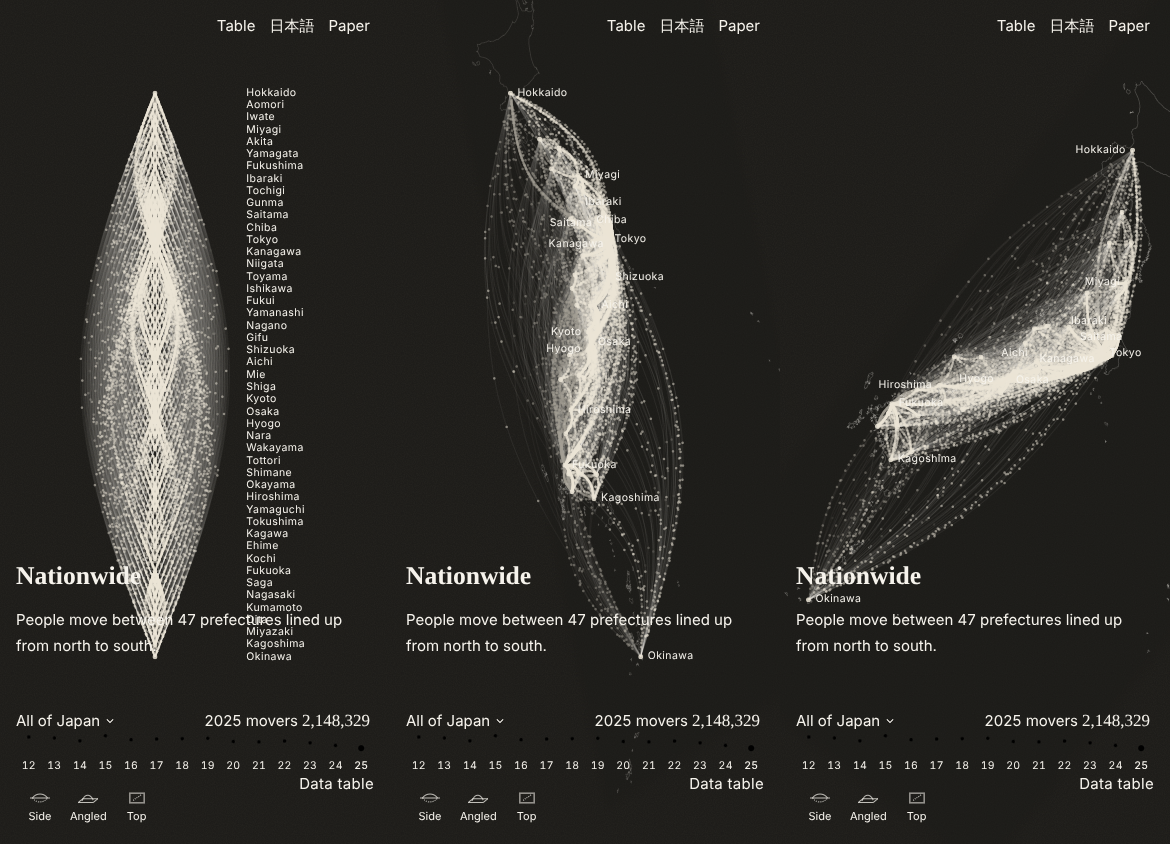 Table 日本語 Paper
Hokkaido
Aomori
Iwate
Miyagi
Akita
Yamagata
Fukushima
Ibaraki
Tochigi
Gunma
Saitama
Chiba
Tokyo
Kanagawa
Niigata
Toyama
Ishikawa
Fukui
Yamanashi
Nagano
Gifu
Shizuoka
Aichi
Mie
Shiga
Kyoto
Osaka
Hyogo
Nara
Wakayama
Tottori
Shimane
Okayama
Hiroshima
Yamaguchi
Tokushima
Kagawa
Ehime
Kochi
Fukuoka
Saga
Nagasaki
Kumamoto
Miyazaki
Kagoshima
Okinawa
Nationwide
People move between 47 prefectures lined up
from north to south.
All of Japan
2025 movers 2,148,329
12 13 14 15 16 17 18 19 20 21 22 23 24 25
Data table
Side Angled Top
Table 日本語 Paper
Hokkaido
Miyagi
Ibaraki
Saitama
Chiba
Tokyo
Kanagawa
Shizuoka
Kyoto
Osaka
Hyogo
Hiroshima
Fukuoka
Kagoshima
Nationwide
People move between 47 prefectures lined up
from north to south.
Okinawa
All of Japan
2025 movers 2,148,329
12 13 14 15 16 17 18 19 20 21 22 23 24 25
Data table
Side Angled Top
Table 日本語 Paper
Hokkaido
Miyagi
Ibaraki
Saitama
Tokyo
Aichi
Kanagawa
Hyogo
Hiroshima
Fukuoka
Kagoshima
Nationwide
Okinawa
People move between 47 prefectures lined up
from north to south.
All of Japan
2025 movers 2,148,329
12 13 14 15 16 17 18 19 20 21 22 23 24 25
Data table
Side Angled Top